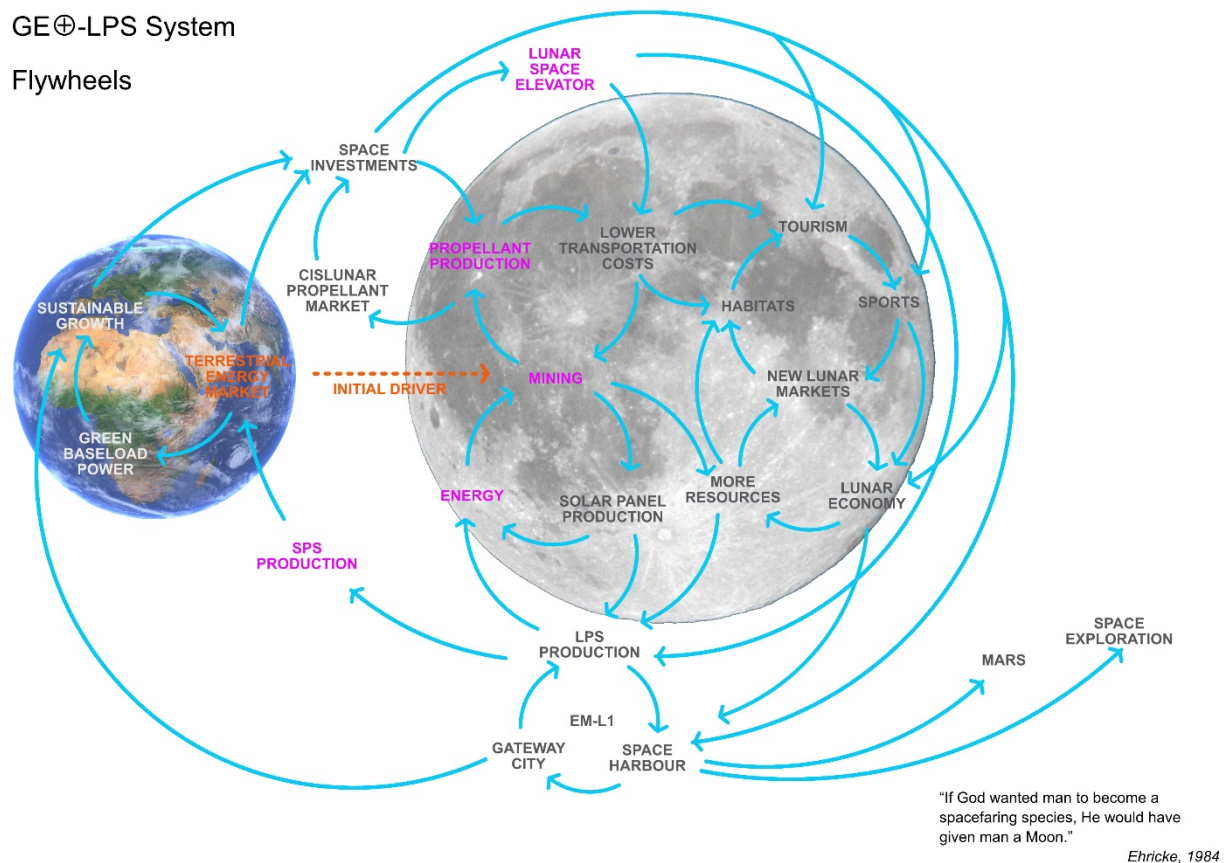 GE⊕-LPS System
Flywheels
LUNAR
SPACE
ELEVATOR
SPACE
INVESTMENTS
PROPELLANT
PRODUCTION
LOWER
TRANSPORTATION
COSTS
TOURISM
CISLUNAR
PROPELLANT
MARKET
HABITATS
SPORTS
SUSTAINABLE
GROWTH
TERRESTRIAL
ENERGY
MARKET
INITIAL DRIVER
MINING
NEW LUNAR
MARKETS
GREEN
BASELOAD
POWER
ENERGY
SOLAR PANEL
PRODUCTION
MORE
RESOURCES
LUNAR
ECONOMY
SPS
PRODUCTION
LPS
PRODUCTION
EM-L1
GATEWAY
CITY
SPACE
HARBOUR
MARS
SPACE
EXPLORATION
“If God wanted man to become a
spacefaring species, He would have
given man a Moon.”
Ehricke, 1984